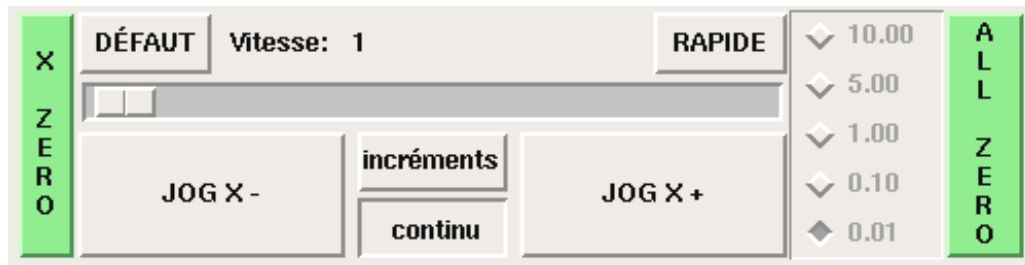 X ZERO
DÉFAUT
Vitesse: 1
RAPIDE
JOG X -
incréments
continu
JOG X +
10.00
5.00
1.00
0.10
0.01
ALL ZERO